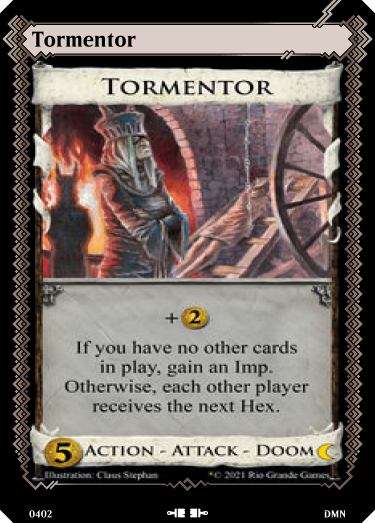 Tormentor
TORMENTOR
+2
If you have no other cards
in play, gain an Imp.
Otherwise, each other player
receives the next Hex.
5 ACTION - ATTACK - DOOM
Illustration: Claus Stephan *© 2021 Rio Grande Games
0402 DMN